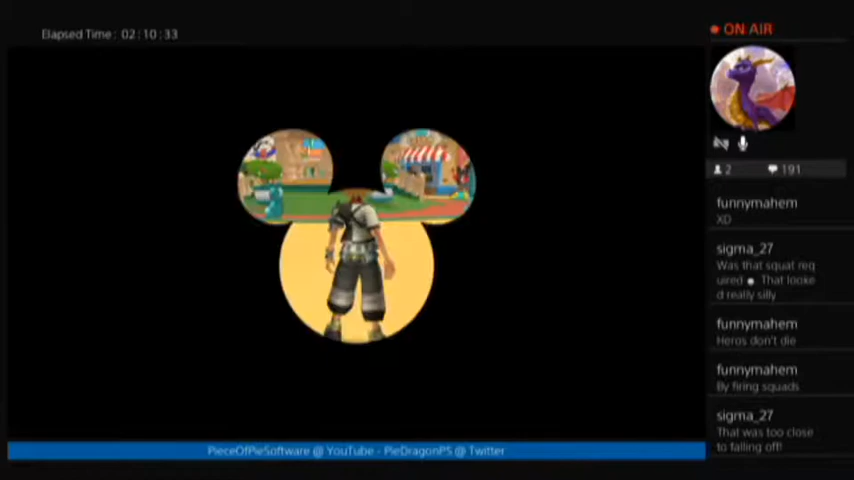 Elapsed Time: 02:10:33
ON AIR
2 191
funnymahem
XD
sigma_27
Was that squat req
uired ● That looke
d really silly
funnymahem
Heros don't die
funnymahem
By firing squads
sigma_27
That was too close
to falling off!
PieceOfPieSoftware @ YouTube - PieDragonPS @ Twitter